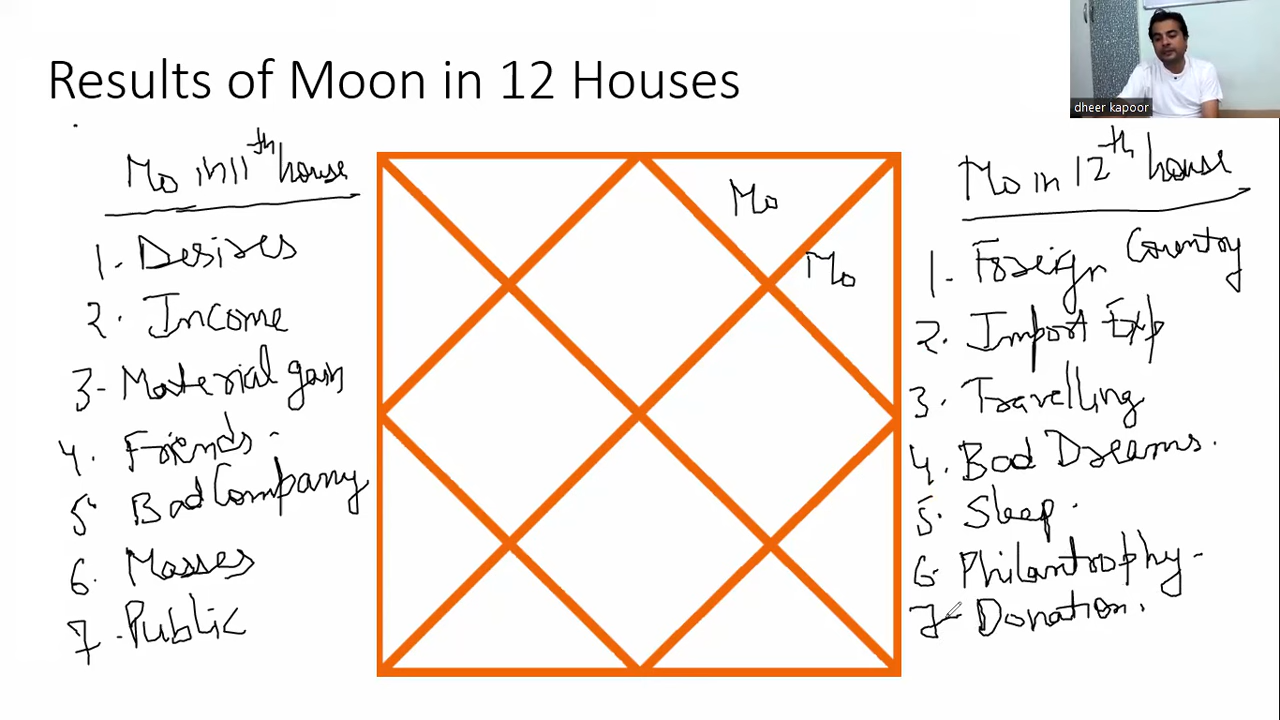 Results of Moon in 12 Houses
dheer kapoor
Mo in 11th house
1. Desires
2. Income
3- Material gain
4. Friends.
5 Bad Company
6. Masses
7. Public
Mo
Mo
Mo in 12th house
1. Foreign Country
2. Import Exp
3. Travelling
4. Bad Dreams.
5. Sleep.
6. Philantrophy-
7- Donation.